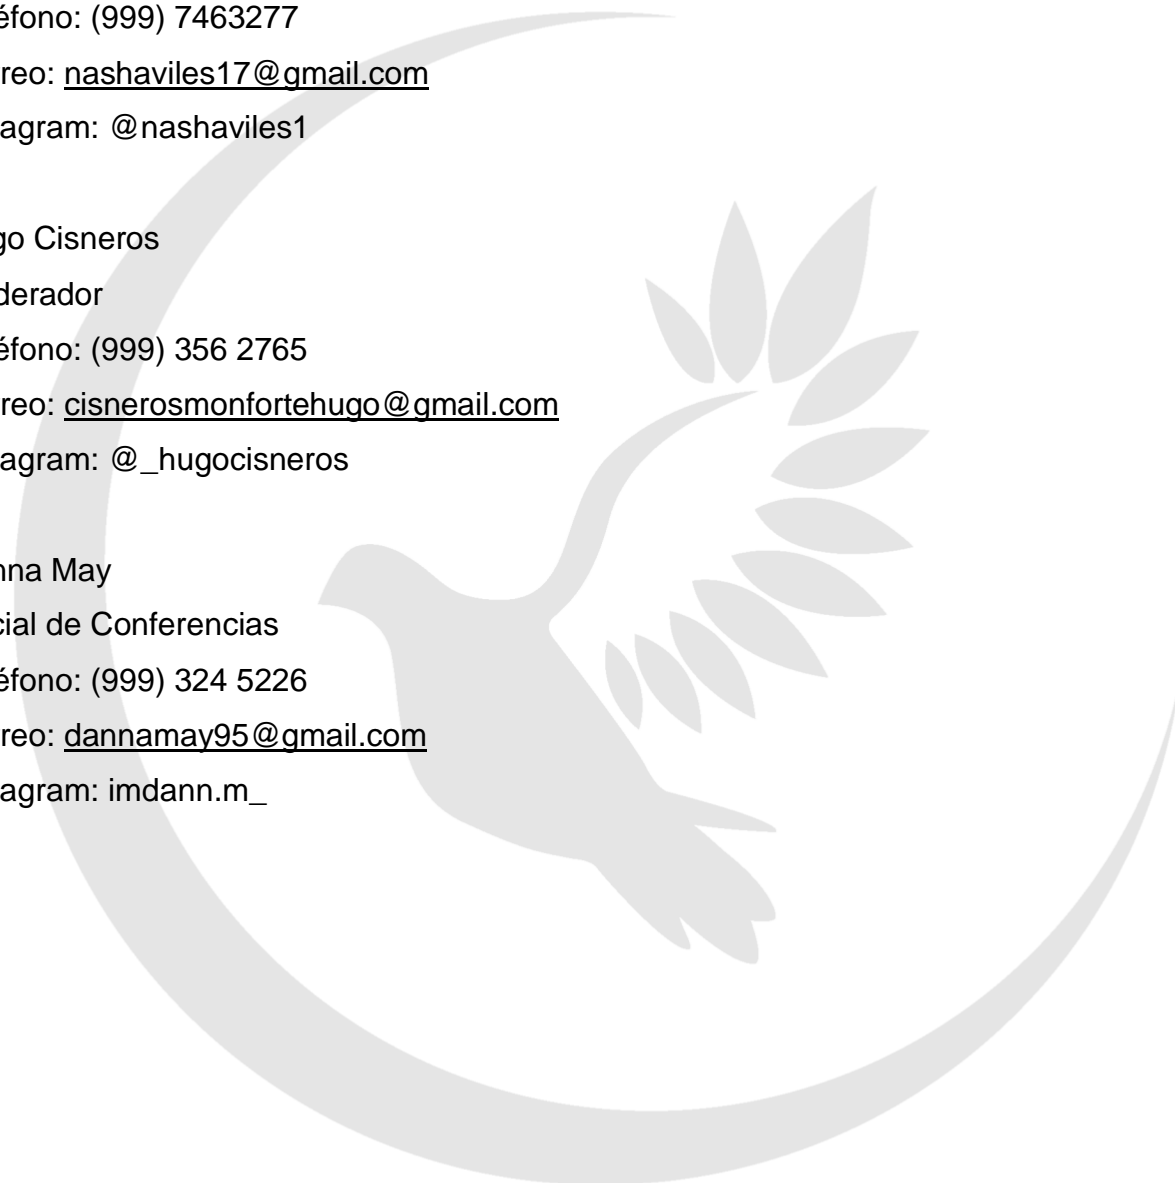 éfono: (999) 7463277
reo: nashaviles17@gmail.com
agram: @nashaviles1
go Cisneros
derador
éfono: (999) 356 2765
reo: cisnerosmonfortehugo@gmail.com
agram: @_hugocisneros
nna May
cial de Conferencias
éfono: (999) 324 5226
reo: dannamay95@gmail.com
agram: imdann.m_